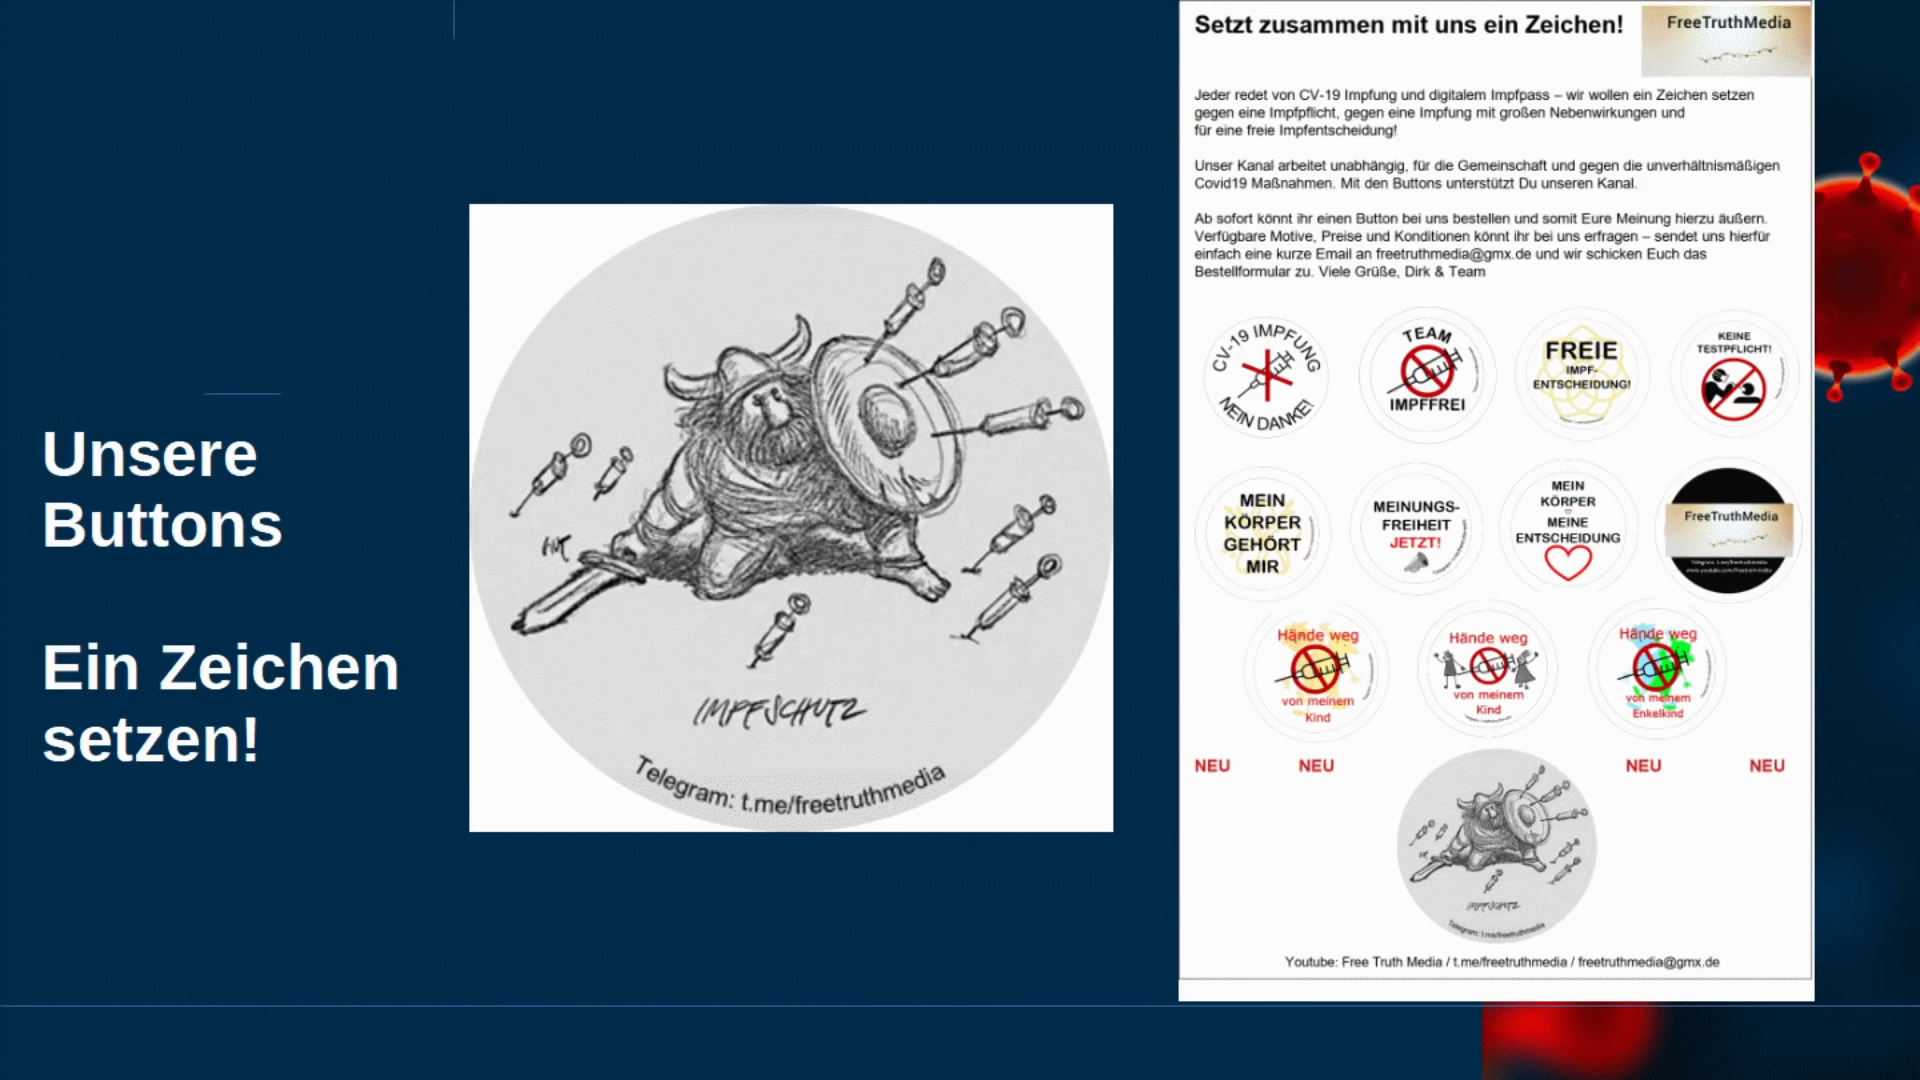 Unsere
Buttons
Ein Zeichen
setzen!
IMPFSCHUTZ
Telegram: t.me/freetruthmedia
Setzt zusammen mit uns ein Zeichen!
FreeTruthMedia
Jeder redet von CV-19 Impfung und digitalem Impfpass – wir wollen ein Zeichen setzen
gegen eine Impfpflicht, gegen eine Impfung mit großen Nebenwirkungen und
für eine freie Impfentscheidung!
Unser Kanal arbeitet unabhängig, für die Gemeinschaft und gegen die unverhältnismäßigen
Covid19 Maßnahmen. Mit den Buttons unterstützt Du unseren Kanal.
Ab sofort könnt ihr einen Button bei uns bestellen und somit Eure Meinung hierzu äußern.
Verfügbare Motive, Preise und Konditionen könnt ihr bei uns erfragen – sendet uns hierfür
einfach eine kurze Email an freetruthmedia@gmx.de und wir schicken Euch das
Bestellformular zu. Viele Grüße, Dirk & Team
CV-19 IMPFUNG
NEIN DANKE!
TEAM
IMPFFREI
FREIE
IMPF-
ENTSCHEIDUNG!
KEINE
TESTPFLICHT!
MEIN
KÖRPER
GEHÖRT
MIR
MEINUNGS-
FREIHEIT
JETZT!
MEIN
KÖRPER
MEINE
ENTSCHEIDUNG
FreeTruthMedia
Hände weg
von meinem
Kind
Hände weg
von meinem
Kind
Hände weg
von meinem
Enkelkind
NEU NEU NEU NEU
IMPFSCHUTZ
Telegram: t.me/freetruthmedia
Youtube: Free Truth Media / t.me/freetruthmedia / freetruthmedia@gmx.de